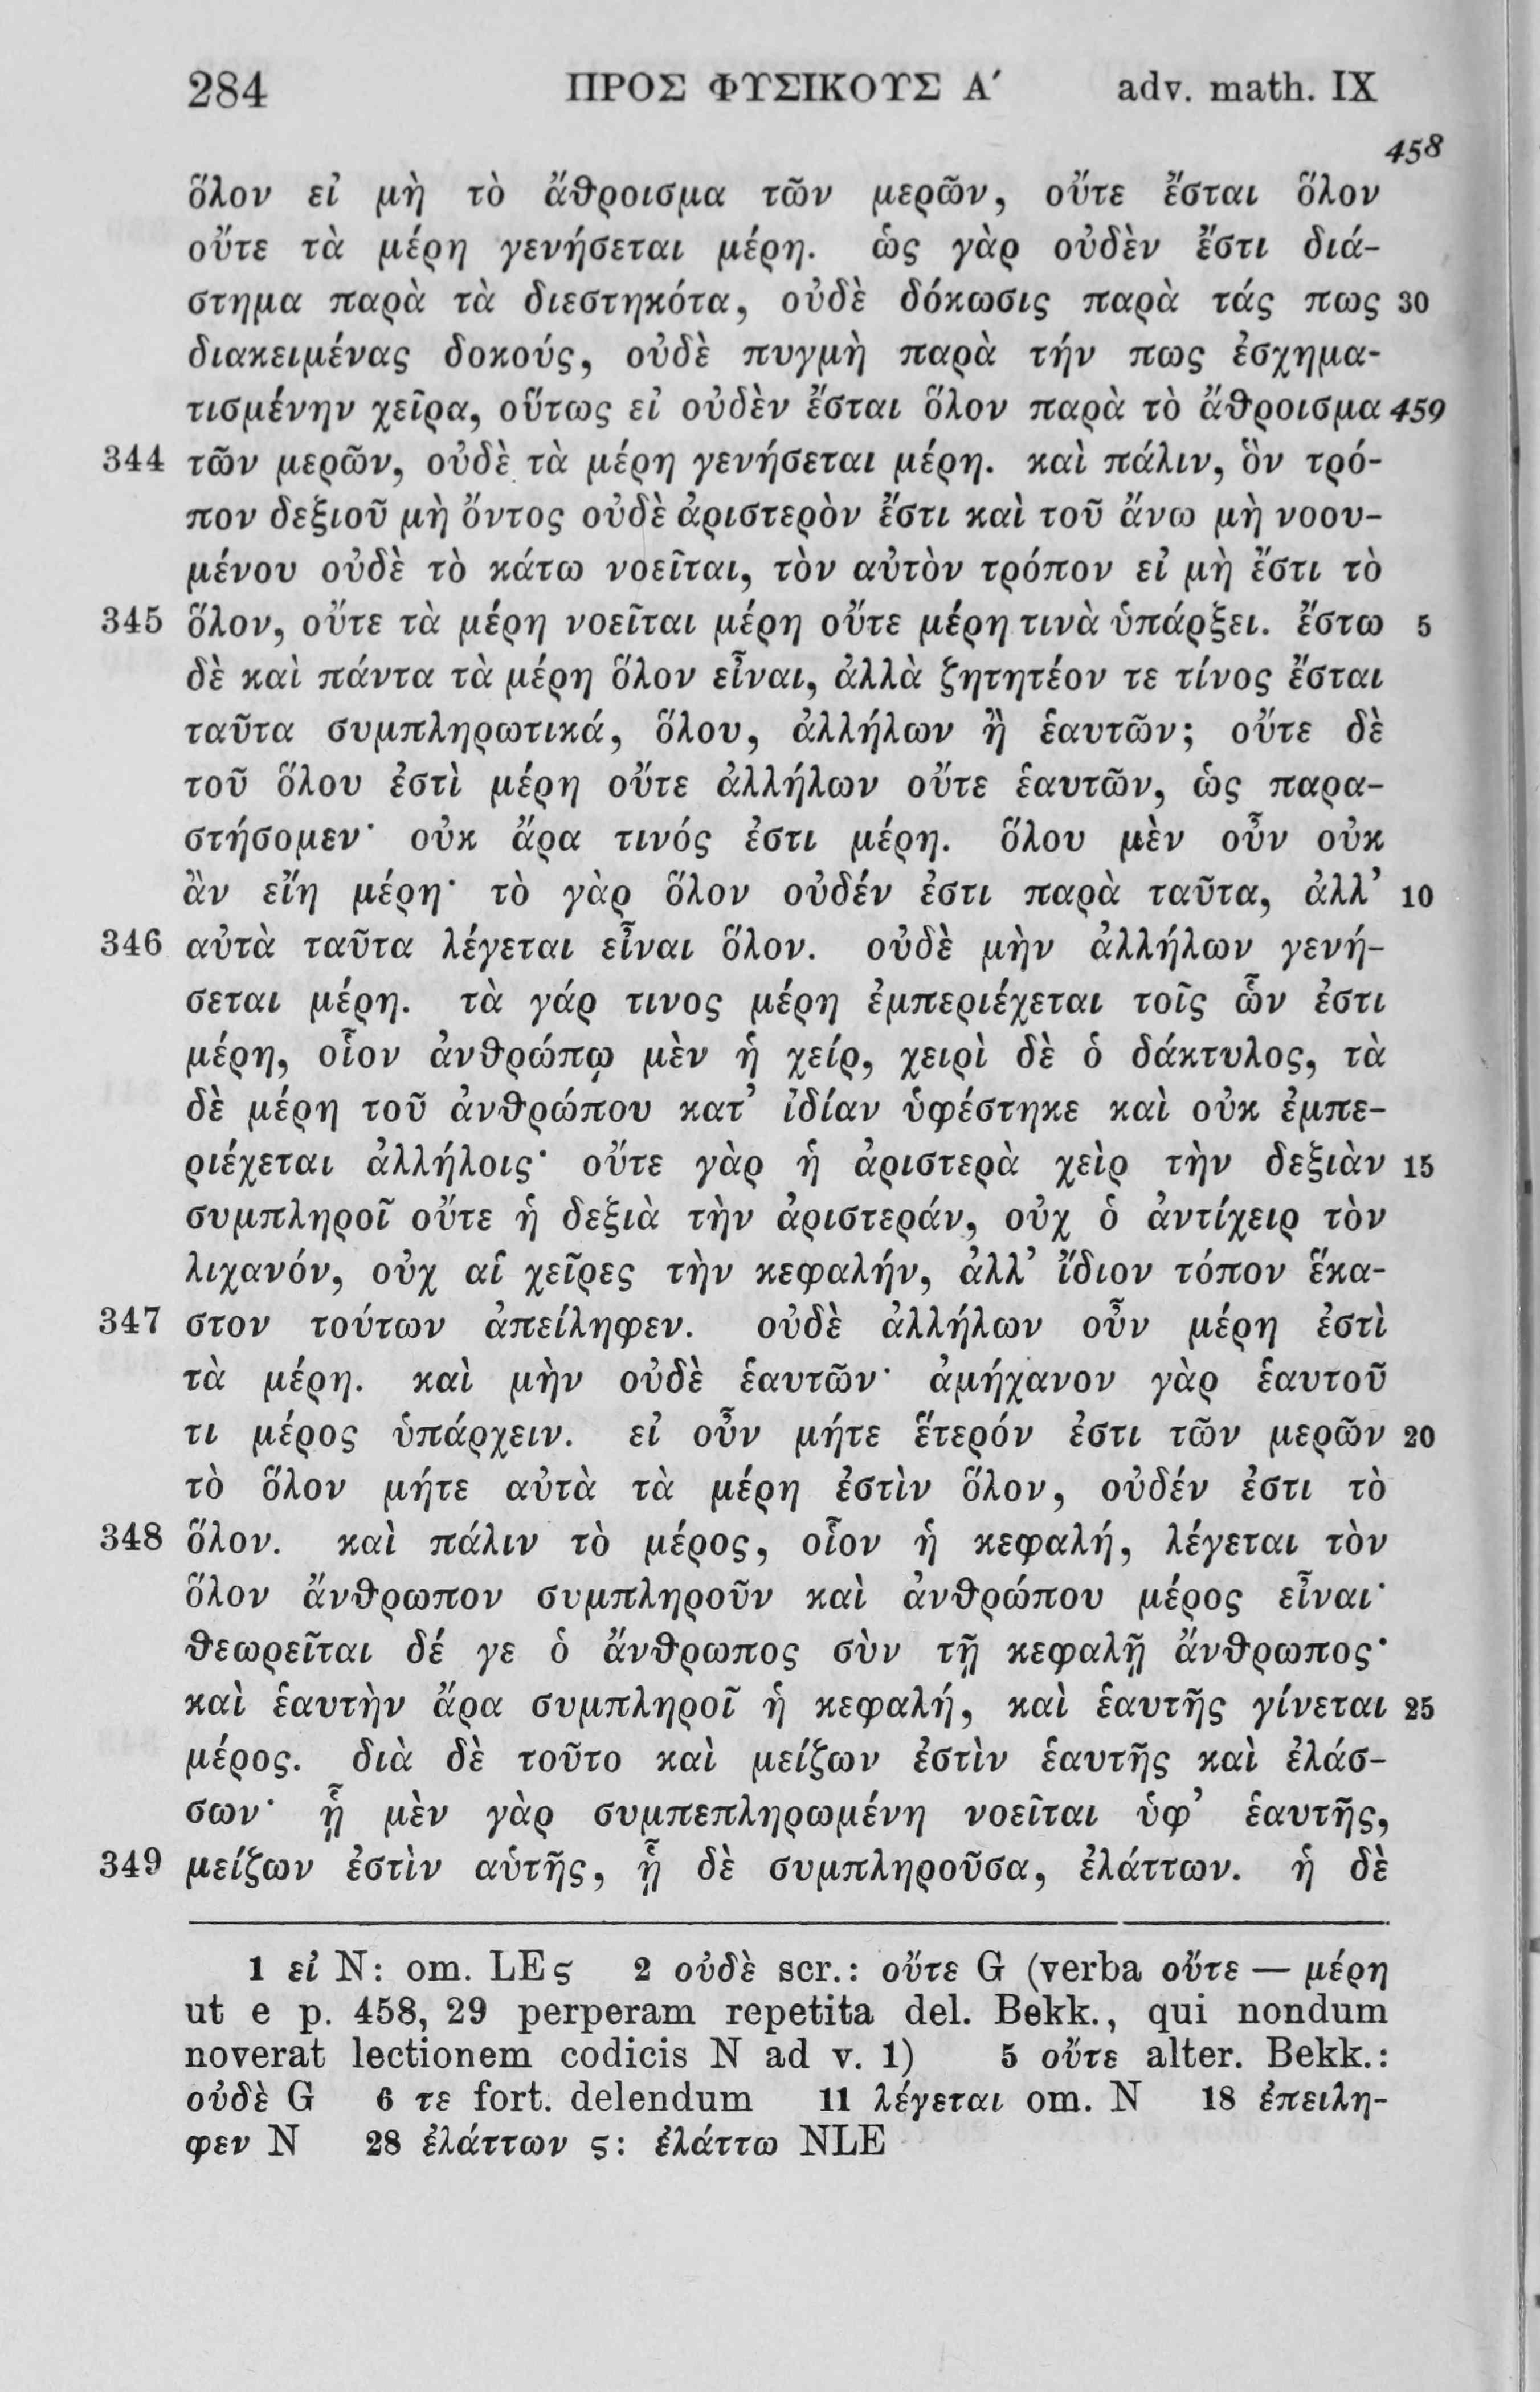 284 ΠΡΟΣ ΦΥΣΙΚΟΥΣ Α΄ adv. math. IX
458
ὅλον εἰ μὴ τὸ ἄθροισμα τῶν μερῶν, οὔτε ἔσται ὅλον
οὔτε τὰ μέρη γενήσεται μέρη. ὡς γὰρ οὐδὲν ἔστι διά-
στημα παρὰ τὰ διεστηκότα, οὐδὲ δόκωσις παρὰ τάς πως 30
διακειμένας δοκούς, οὐδὲ πυγμὴ παρὰ τήν πως ἐσχημα-
τισμένην χεῖρα, οὕτως εἰ οὐδὲν ἔσται ὅλον παρὰ τὸ ἄθροισμα 459
344 τῶν μερῶν, οὐδὲ τὰ μέρη γενήσεται μέρη. καὶ πάλιν, ὃν τρό-
πον δεξιοῦ μὴ ὄντος οὐδὲ ἀριστερὸν ἔστι καὶ τοῦ ἄνω μὴ νοου-
μένου οὐδὲ τὸ κάτω νοεῖται, τὸν αὐτὸν τρόπον εἰ μὴ ἔστι τὸ
345 ὅλον, οὔτε τὰ μέρη νοεῖται μέρη οὔτε μέρη τινὰ ὑπάρξει. ἔστω 5
δὲ καὶ πάντα τὰ μέρη ὅλον εἶναι, ἀλλὰ ζητητέον τε τίνος ἔσται
ταῦτα συμπληρωτικά, ὅλου, ἀλλήλων ἢ ἑαυτῶν; οὔτε δὲ
τοῦ ὅλου ἐστὶ μέρη οὔτε ἀλλήλων οὔτε ἑαυτῶν, ὡς παρα-
στήσομεν· οὐκ ἄρα τινός ἐστι μέρη. ὅλου μὲν οὖν οὐκ
ἂν εἴη μέρη· τὸ γὰρ ὅλον οὐδέν ἐστι παρὰ ταῦτα, ἀλλ’ 10
346 αὐτὰ ταῦτα λέγεται εἶναι ὅλον. οὐδὲ μὴν ἀλλήλων γενή-
σεται μέρη. τὰ γάρ τινος μέρη ἐμπεριέχεται τοῖς ὧν ἐστι
μέρη, οἷον ἀνθρώπῳ μὲν ἡ χείρ, χειρὶ δὲ ὁ δάκτυλος, τὰ
δὲ μέρη τοῦ ἀνθρώπου κατ’ ἰδίαν ὑφέστηκε καὶ οὐκ ἐμπε-
ριέχεται ἀλλήλοις· οὔτε γὰρ ἡ ἀριστερὰ χεὶρ τὴν δεξιὰν 15
συμπληροῖ οὔτε ἡ δεξιὰ τὴν ἀριστεράν, οὐχ ὁ ἀντίχειρ τὸν
λιχανόν, οὐχ αἱ χεῖρες τὴν κεφαλήν, ἀλλ’ ἴδιον τόπον ἕκα-
347 στον τούτων ἀπείληφεν. οὐδὲ ἀλλήλων οὖν μέρη ἐστὶ
τὰ μέρη. καὶ μὴν οὐδὲ ἑαυτῶν· ἀμήχανον γὰρ ἑαυτοῦ
τι μέρος ὑπάρχειν. εἰ οὖν μήτε ἕτερόν ἐστι τῶν μερῶν 20
τὸ ὅλον μήτε αὐτὰ τὰ μέρη ἐστὶν ὅλον, οὐδέν ἐστι τὸ
348 ὅλον. καὶ πάλιν τὸ μέρος, οἷον ἡ κεφαλή, λέγεται τὸν
ὅλον ἄνθρωπον συμπληροῦν καὶ ἀνθρώπου μέρος εἶναι·
θεωρεῖται δέ γε ὁ ἄνθρωπος σὺν τῇ κεφαλῇ ἄνθρωπος·
καὶ ἑαυτὴν ἄρα συμπληροῖ ἡ κεφαλή, καὶ ἑαυτῆς γίνεται 25
μέρος. διὰ δὲ τοῦτο καὶ μείζων ἐστὶν ἑαυτῆς καὶ ἐλάσ-
σων· ᾗ μὲν γὰρ συμπεπληρωμένη νοεῖται ὑφ’ ἑαυτῆς,
349 μείζων ἐστὶν αὑτῆς, ᾗ δὲ συμπληροῦσα, ἐλάττων. ἡ δὲ
1 εἰ N: om. LEς 2 οὐδὲ scr.: οὔτε G (verba οὔτε — μέρη
ut e p. 458, 29 perperam repetita del. Bekk., qui nondum
noverat lectionem codicis N ad v. 1) 5 οὔτε alter. Bekk.:
οὐδὲ G 6 τε fort. delendum 11 λέγεται om. N 18 ἐπειλη-
φεν N 28 ἐλάττων ς: ἐλάττω NLE